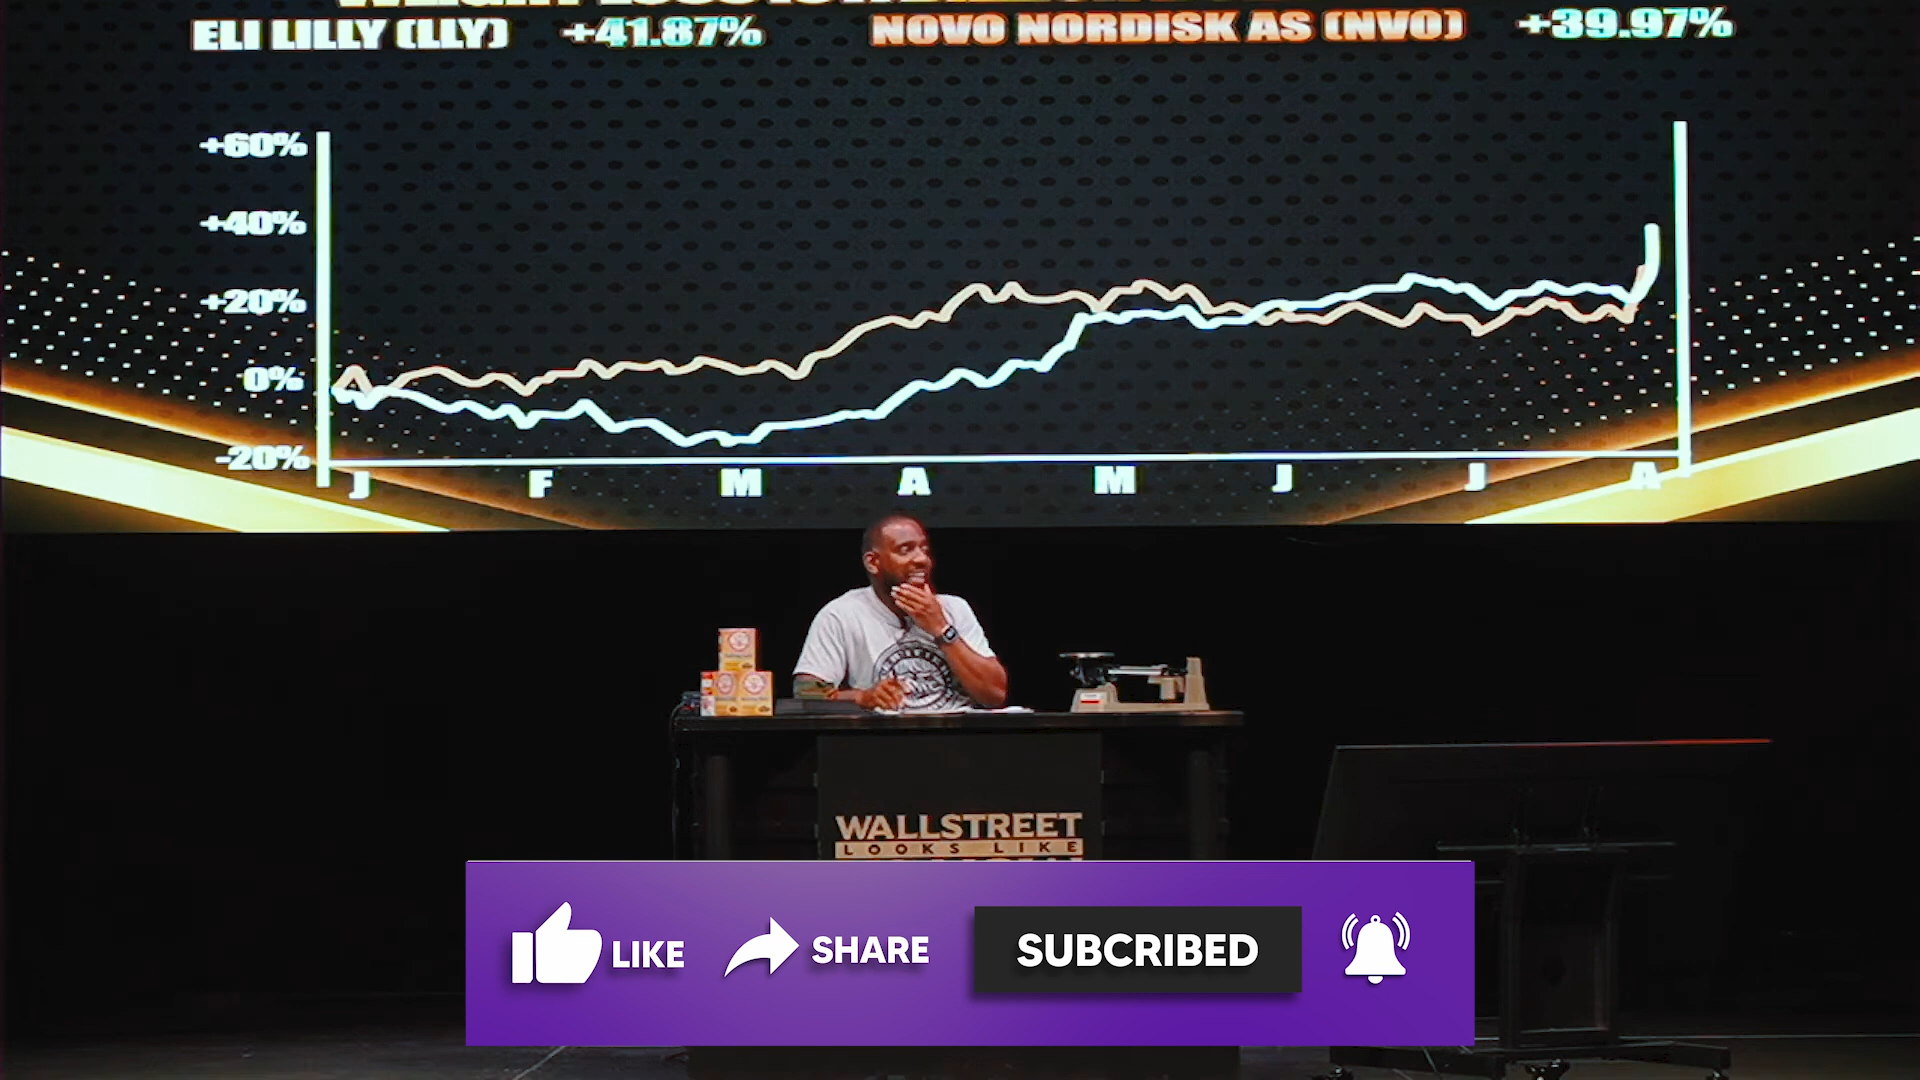 ELI LILLY (LLY) +41.87% NOVO NORDISK AS (NVO) +39.97%
+60%
+40%
+20%
0%
-20%
J F M A M J J A
WALLSTREET
LOOKS LIKE
LIKE SHARE SUBCRIBED